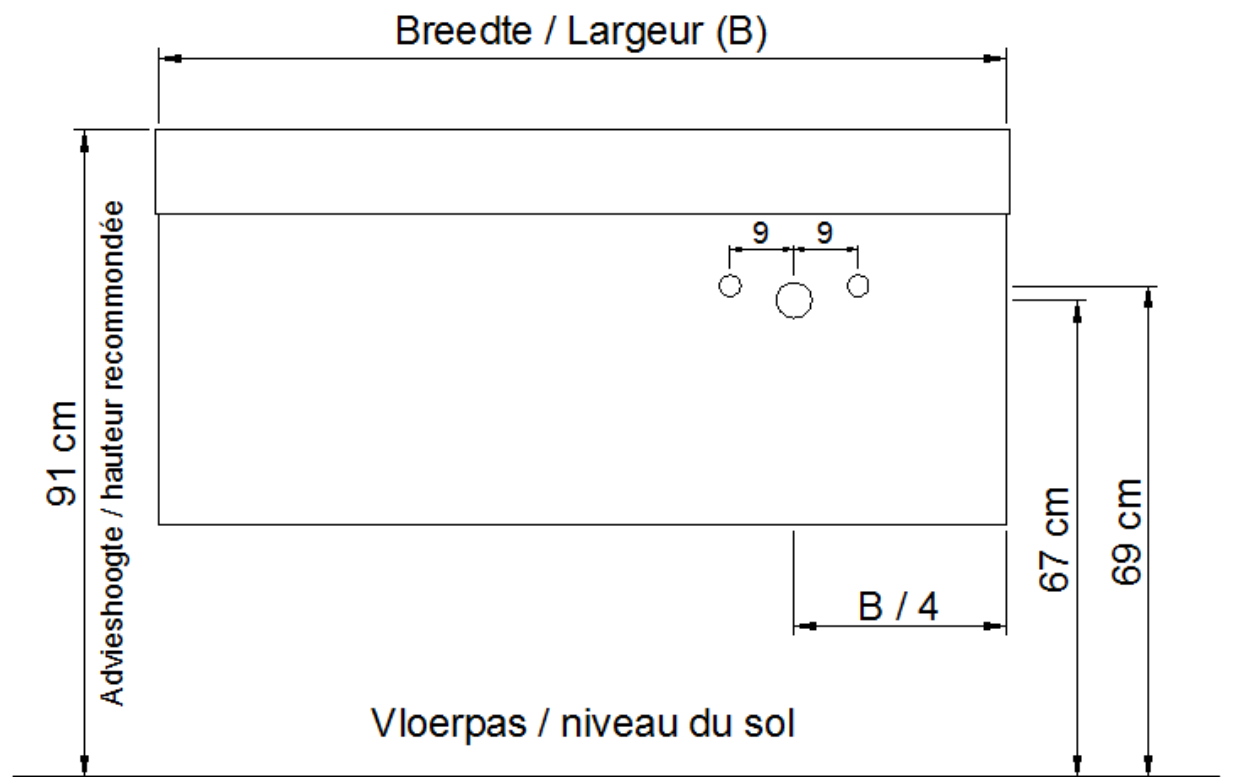 Breedte / Largeur (B)
9
9
91 cm
Advieshoogte / hauteur recommondée
67 cm
69 cm
B / 4
Vloerpas / niveau du sol